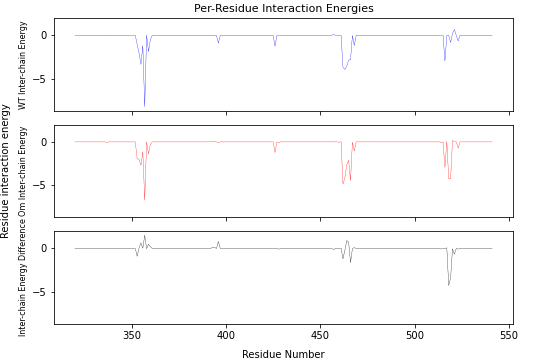 Per-Residue Interaction Energies
Residue interaction energy
WT Inter-chain Energy
0
−5
Om Inter-chain Energy
0
−5
Inter-chain Energy Difference
0
−5
350
400
450
500
550
Residue Number